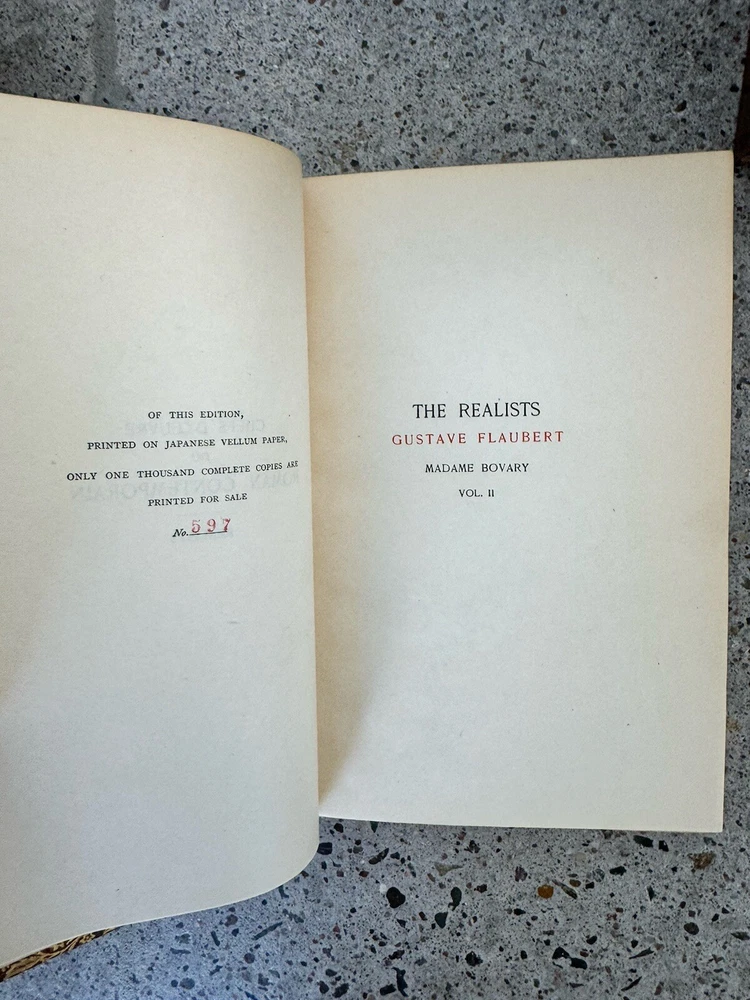 OF THIS EDITION,
PRINTED ON JAPANESE VELLUM PAPER,
ONLY ONE THOUSAND COMPLETE COPIES ARE
PRINTED FOR SALE
No. 597
THE REALISTS
GUSTAVE FLAUBERT
MADAME BOVARY
VOL. II